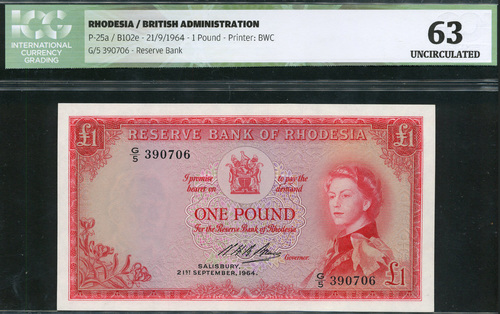 ICG
INTERNATIONAL
CURRENCY
GRADING
RHODESIA / BRITISH ADMINISTRATION
P-25a / B102e - 21/9/1964 - 1 Pound - Printer: BWC
G/5 390706 - Reserve Bank
63
UNCIRCULATED
£1
RESERVE BANK OF RHODESIA
£1
G/5 390706
I promise to pay the
bearer on demand
ONE POUND
For the Reserve Bank of Rhodesia
Governor
SALISBURY,
21ST SEPTEMBER, 1964.
G/5 390706
£1